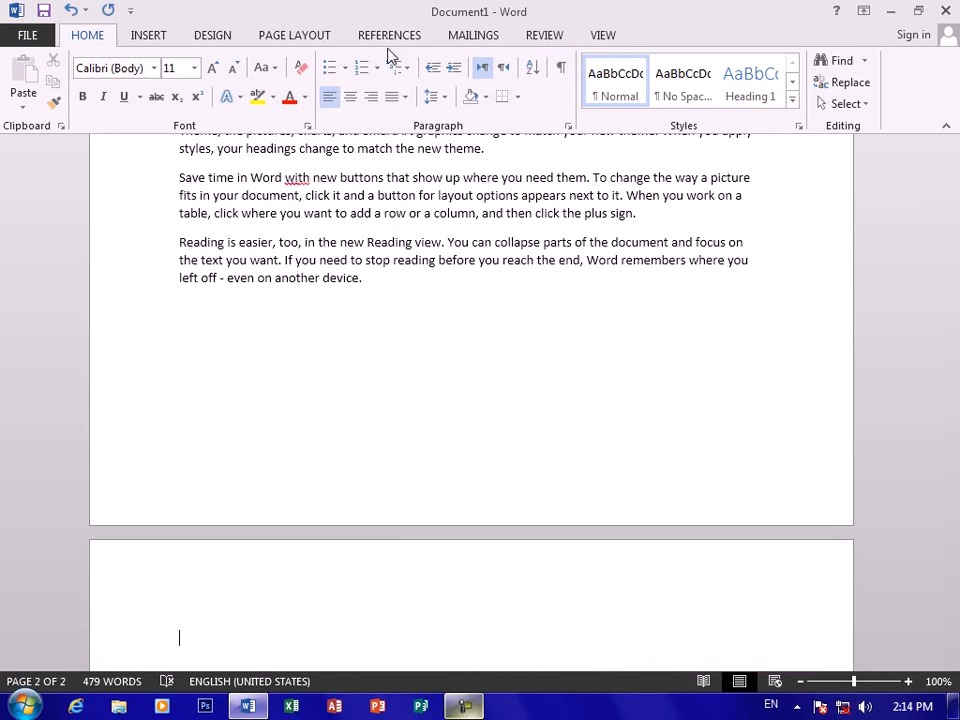 Document1 - Word
FILE HOME INSERT DESIGN PAGE LAYOUT REFERENCES MAILINGS REVIEW VIEW Sign in
Paste Calibri (Body) 11 AaBbCcDc AaBbCcDc AaBbCc Find
¶ Normal ¶ No Spac... Heading 1 Replace
Select
Clipboard Font Paragraph Styles Editing
styles, your headings change to match the new theme.
Save time in Word with new buttons that show up where you need them. To change the way a picture
fits in your document, click it and a button for layout options appears next to it. When you work on a
table, click where you want to add a row or a column, and then click the plus sign.
Reading is easier, too, in the new Reading view. You can collapse parts of the document and focus on
the text you want. If you need to stop reading before you reach the end, Word remembers where you
left off - even on another device.
PAGE 2 OF 2 479 WORDS ENGLISH (UNITED STATES) 100%
EN 2:14 PM